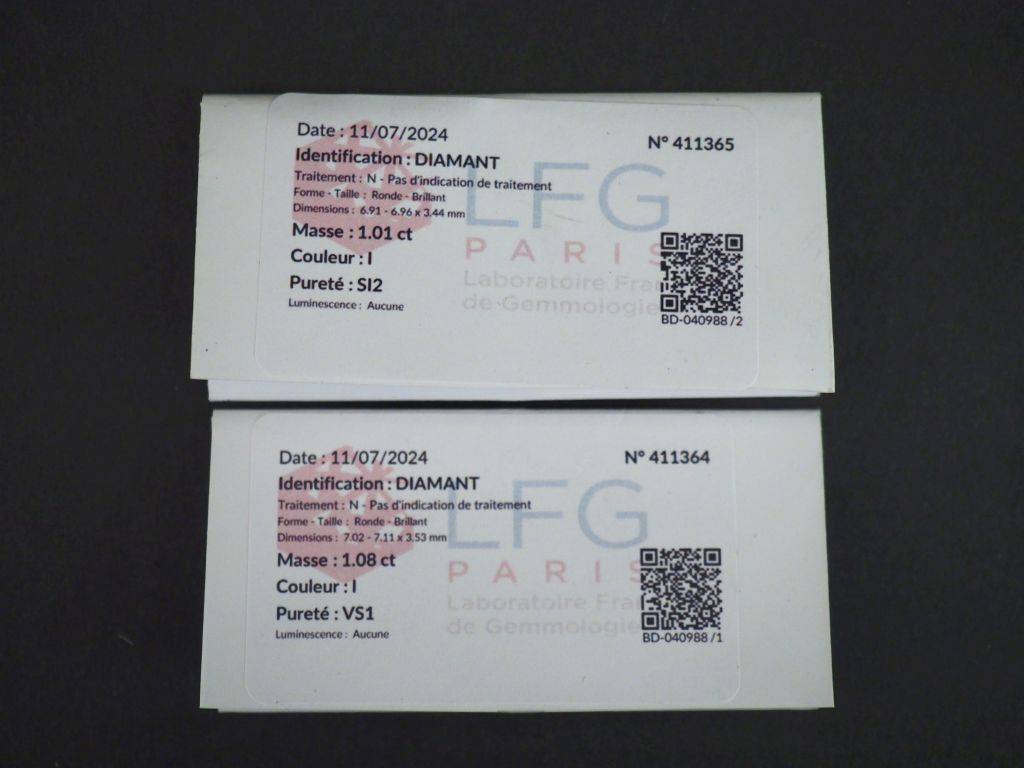 Date : 11/07/2024
N° 411365
Identification : DIAMANT
Traitement : N - Pas d'indication de traitement
Forme - Taille : Ronde - Brillant
Dimensions : 6.91 - 6.96 x 3.44 mm
Masse : 1.01 ct
Couleur : I
Pureté : SI2
Luminescence : Aucune
LFG
PARIS
Laboratoire Fra
de Gemmologie
BD-040988 /2
Date : 11/07/2024
N° 411364
Identification : DIAMANT
Traitement : N - Pas d'indication de traitement
Forme - Taille : Ronde - Brillant
Dimensions : 7.02 - 7.11 x 3.53 mm
Masse : 1.08 ct
Couleur : I
Pureté : VS1
Luminescence : Aucune
LFG
PARIS
Laboratoire Fra
de Gemmologie
BD-040988 /1